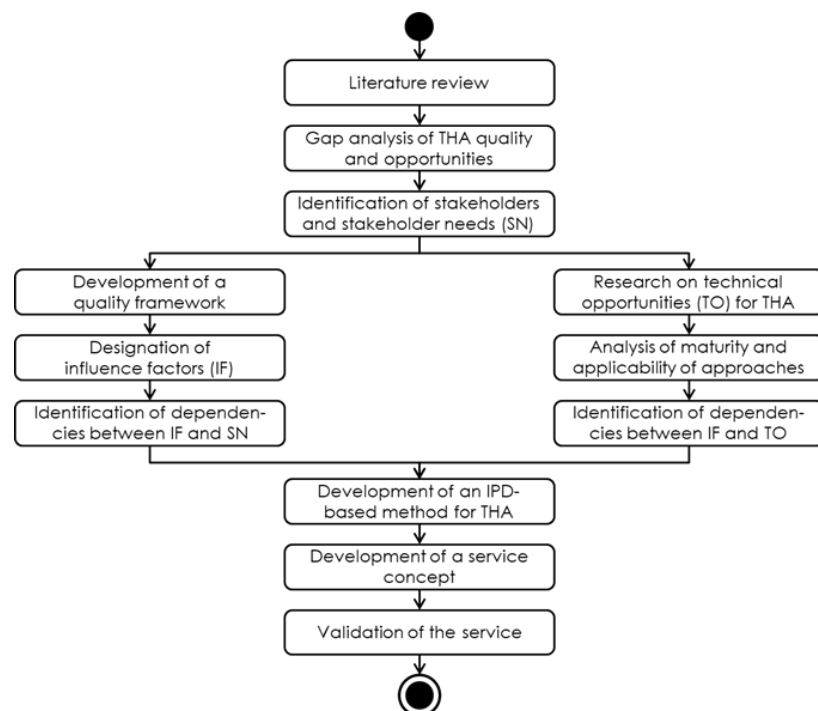 Literature review
Gap analysis of THA quality
and opportunities
Identification of stakeholders
and stakeholder needs (SN)
Development of a
quality framework
Designation of
influence factors (IF)
Identification of dependen-
cies between IF and SN
Research on technical
opportunities (TO) for THA
Analysis of maturity and
applicability of approaches
Identification of dependen-
cies between IF and TO
Development of an IPD-
based method for THA
Development of a service
concept
Validation of the service